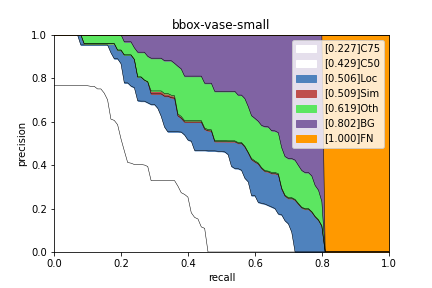 bbox-vase-small
[0.227]C75
[0.429]C50
[0.506]Loc
[0.509]Sim
[0.619]Oth
[0.802]BG
[1.000]FN
precision
1.0
0.8
0.6
0.4
0.2
0.0
0.0 0.2 0.4 0.6 0.8 1.0
recall